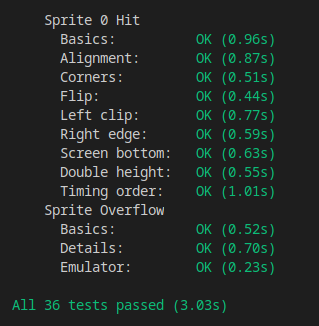 Sprite 0 Hit
Basics: OK (0.96s)
Alignment: OK (0.87s)
Corners: OK (0.51s)
Flip: OK (0.44s)
Left clip: OK (0.77s)
Right edge: OK (0.59s)
Screen bottom: OK (0.63s)
Double height: OK (0.55s)
Timing order: OK (1.01s)
Sprite Overflow
Basics: OK (0.52s)
Details: OK (0.70s)
Emulator: OK (0.23s)
All 36 tests passed (3.03s)